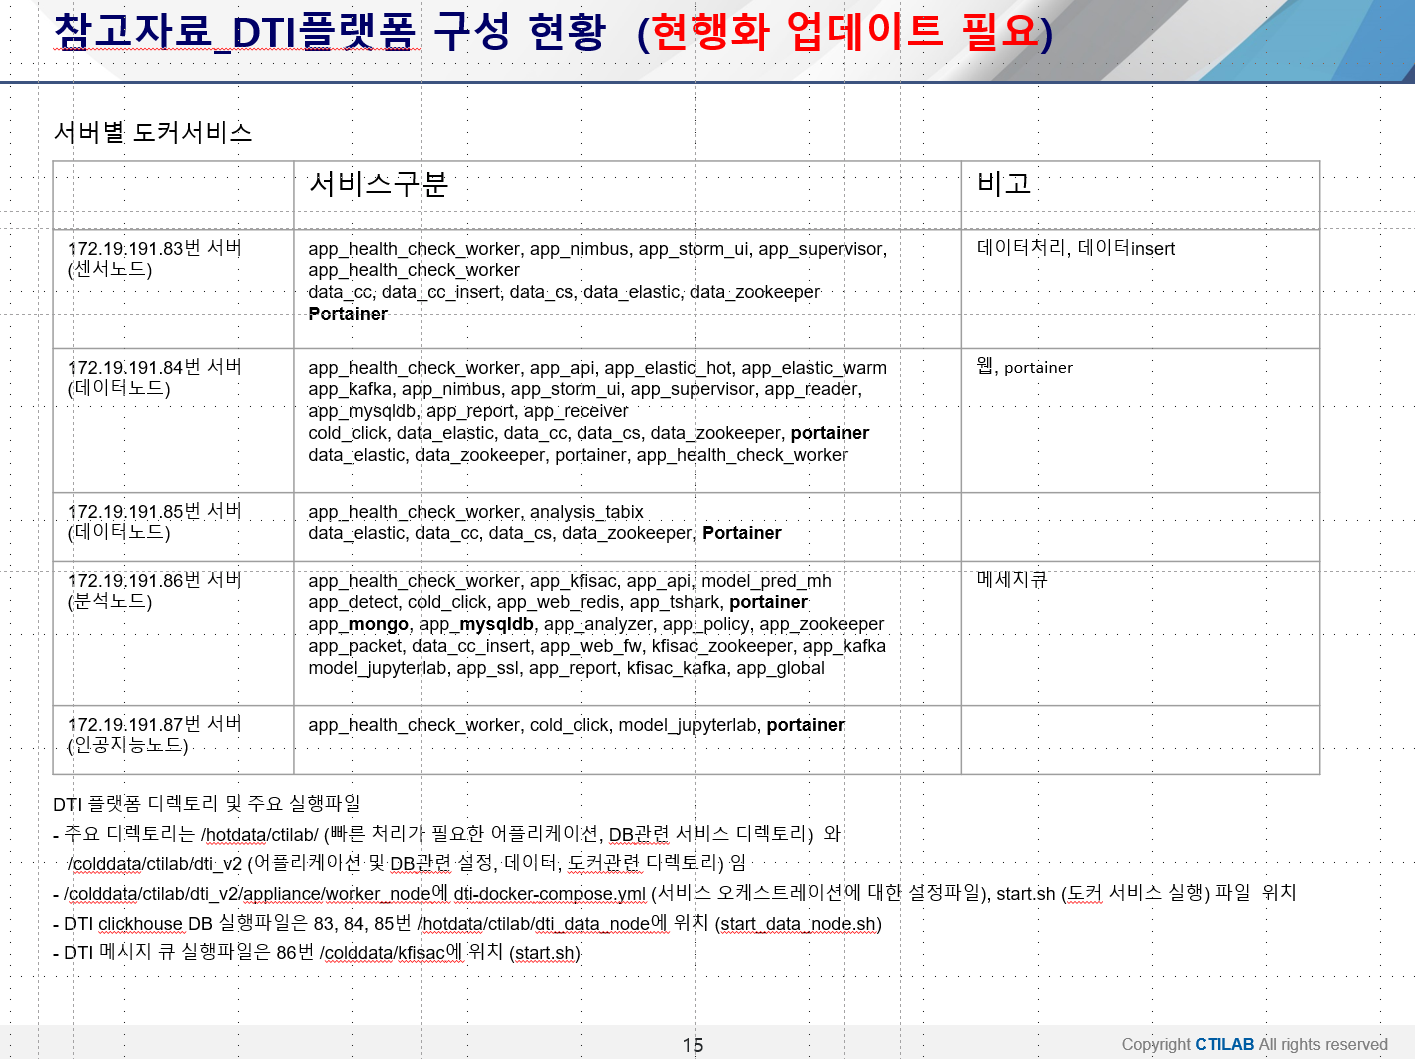 참고자료_DTI플랫폼 구성 현황  (현행화 업데이트 필요)
서버별 도커서비스
서비스구분
비고
172.19.191.83번 서버
(센서노드)
app_health_check_worker, app_nimbus, app_storm_ui, app_supervisor,
app_health_check_worker
data_cc, data_cc_insert, data_cs, data_elastic, data_zookeeper
Portainer
데이터처리, 데이터insert
172.19.191.84번 서버
(데이터노드)
app_health_check_worker, app_api, app_elastic_hot, app_elastic_warm
app_kafka, app_nimbus, app_storm_ui, app_supervisor, app_reader,
app_mysqldb, app_report, app_receiver
cold_click, data_elastic, data_cc, data_cs, data_zookeeper, portainer
data_elastic, data_zookeeper, portainer, app_health_check_worker
웹, portainer
172.19.191.85번 서버
(데이터노드)
app_health_check_worker, analysis_tabix
data_elastic, data_cc, data_cs, data_zookeeper, Portainer
172.19.191.86번 서버
(분석노드)
app_health_check_worker, app_kfisac, app_api, model_pred_mh
app_detect, cold_click, app_web_redis, app_tshark, portainer
app_mongo, app_mysqldb, app_analyzer, app_policy, app_zookeeper
app_packet, data_cc_insert, app_web_fw, kfisac_zookeeper, app_kafka
model_jupyterlab, app_ssl, app_report, kfisac_kafka, app_global
메세지큐
172.19.191.87번 서버
(인공지능노드)
app_health_check_worker, cold_click, model_jupyterlab, portainer
DTI 플랫폼 디렉토리 및 주요 실행파일
- 주요 디렉토리는 /hotdata/ctilab/ (빠른 처리가 필요한 어플리케이션, DB관련 서비스 디렉토리)  와
/colddata/ctilab/dti_v2 (어플리케이션 및 DB관련 설정, 데이터, 도커관련 디렉토리) 임
- /colddata/ctilab/dti_v2/appliance/worker_node에 dti-docker-compose.yml (서비스 오케스트레이션에 대한 설정파일), start.sh (도커 서비스 실행) 파일  위치
- DTI clickhouse DB 실행파일은 83, 84, 85번 /hotdata/ctilab/dti_data_node에 위치 (start_data_node.sh)
- DTI 메시지 큐 실행파일은 86번 /colddata/kfisac에 위치 (start.sh)
15
Copyright CTILAB All rights reserved